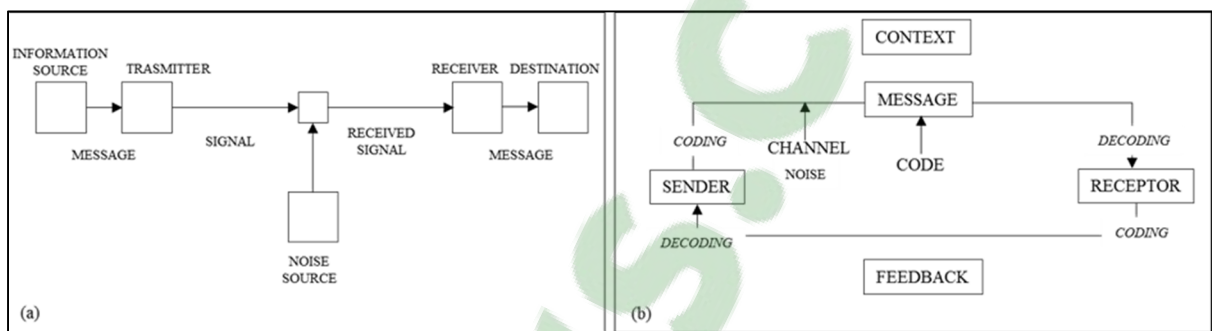 INFORMATION
SOURCE
TRASMITTER
RECEIVER
DESTINATION
MESSAGE
SIGNAL
RECEIVED
SIGNAL
MESSAGE
NOISE
SOURCE
(a)
CONTEXT
MESSAGE
CODING
CHANNEL
NOISE
CODE
DECODING
SENDER
RECEPTOR
DECODING
CODING
FEEDBACK
(b)
s.c